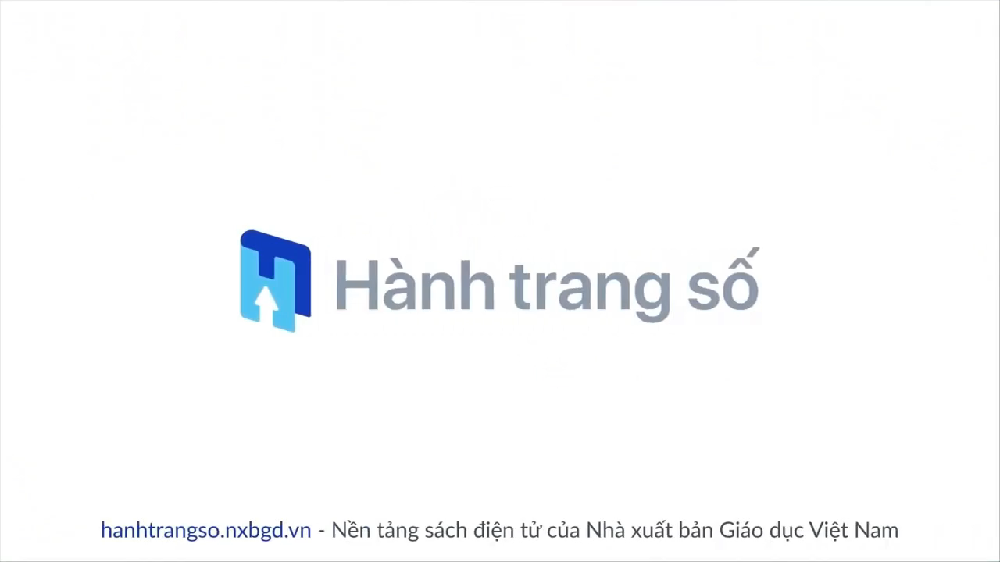 Hành trang số
hanhtrangso.nxbgd.vn - Nền tảng sách điện tử của Nhà xuất bản Giáo dục Việt Nam